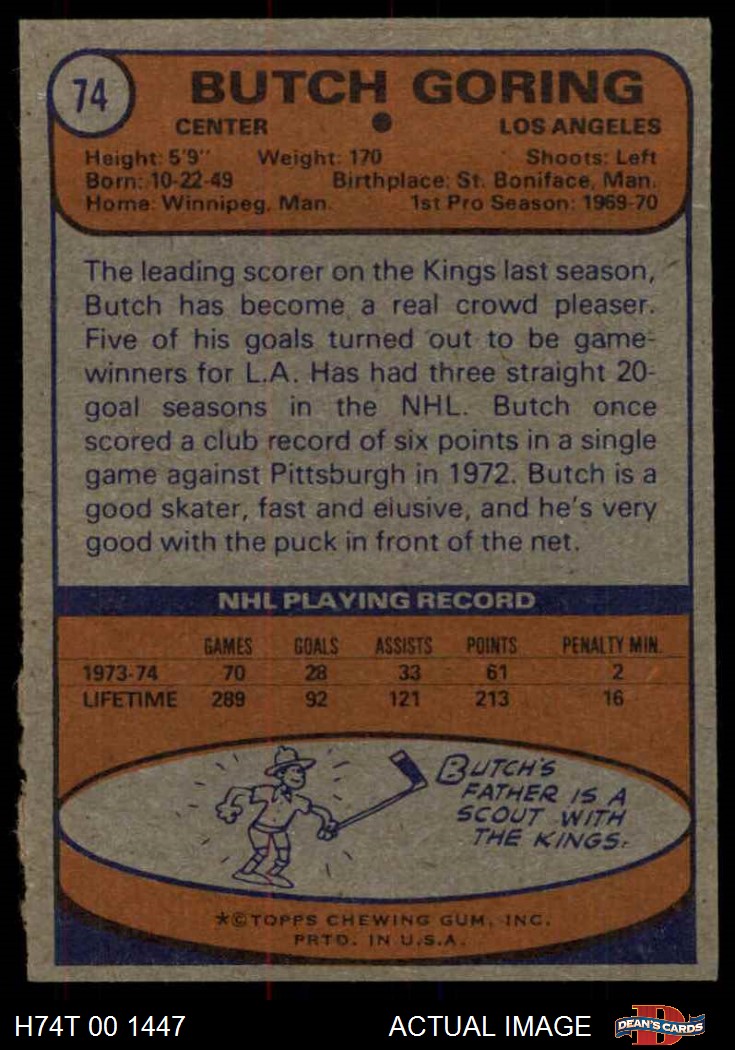 74
BUTCH GORING
CENTER ● LOS ANGELES
Height: 5'9" Weight: 170 Shoots: Left
Born: 10-22-49 Birthplace: St. Boniface, Man.
Home: Winnipeg, Man. 1st Pro Season: 1969-70
The leading scorer on the Kings last season,
Butch has become a real crowd pleaser.
Five of his goals turned out to be game-
winners for L.A. Has had three straight 20-
goal seasons in the NHL. Butch once
scored a club record of six points in a single
game against Pittsburgh in 1972. Butch is a
good skater, fast and elusive, and he's very
good with the puck in front of the net.
NHL PLAYING RECORD
GAMES GOALS ASSISTS POINTS PENALTY MIN.
1973-74 70 28 33 61 2
LIFETIME 289 92 121 213 16
BUTCH'S
FATHER IS A
SCOUT WITH
THE KINGS.
*©TOPPS CHEWING GUM, INC.
PRTD. IN U.S.A.
H74T 00 1447 ACTUAL IMAGE
D
DEAN'S CARDS